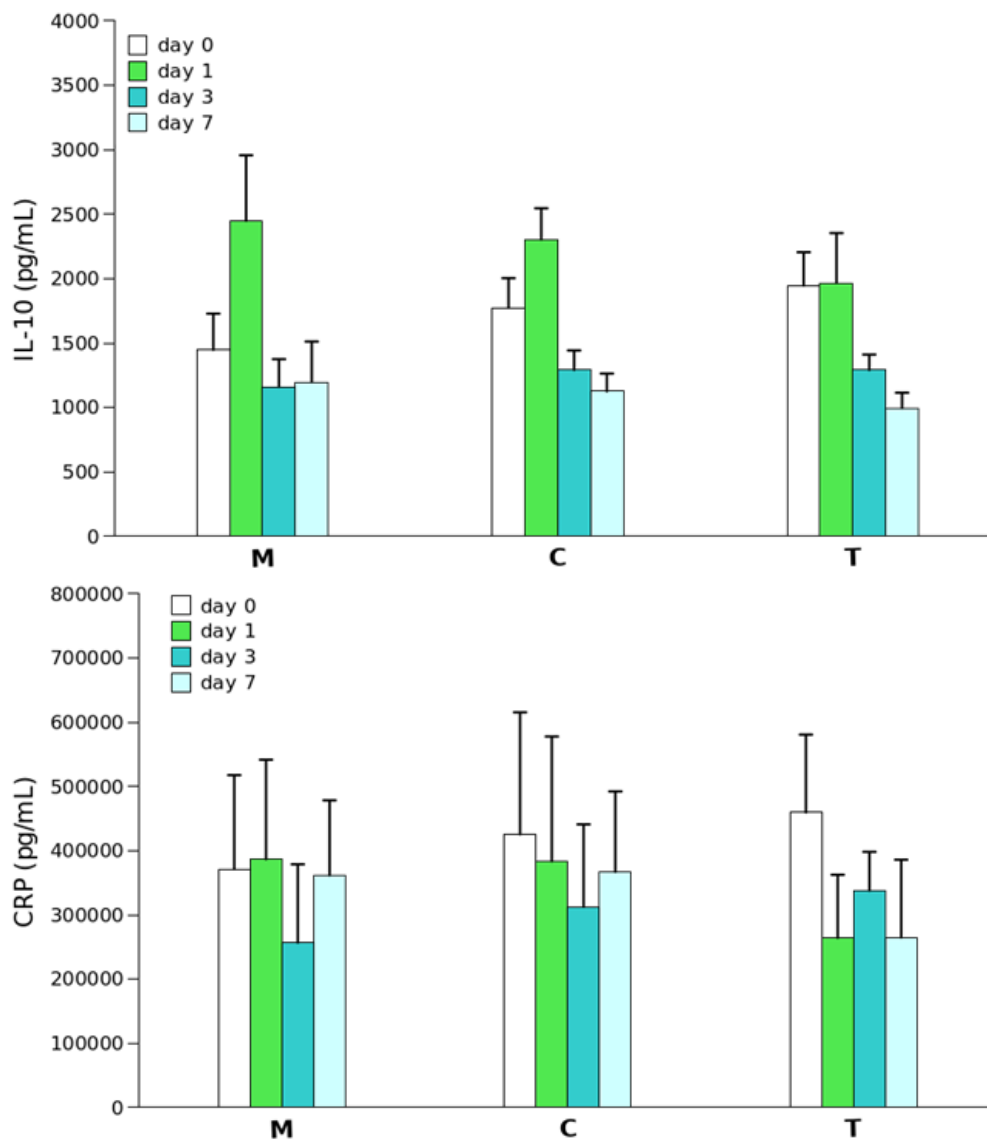 4000
day 0
day 1
3500
day 3
day 7
3000
2500
2000
1500
1000
500
0
IL-10 (pg/mL)
M C T
800000
day 0
day 1
700000
day 3
day 7
600000
500000
400000
300000
200000
100000
0
CRP (pg/mL)
M C T